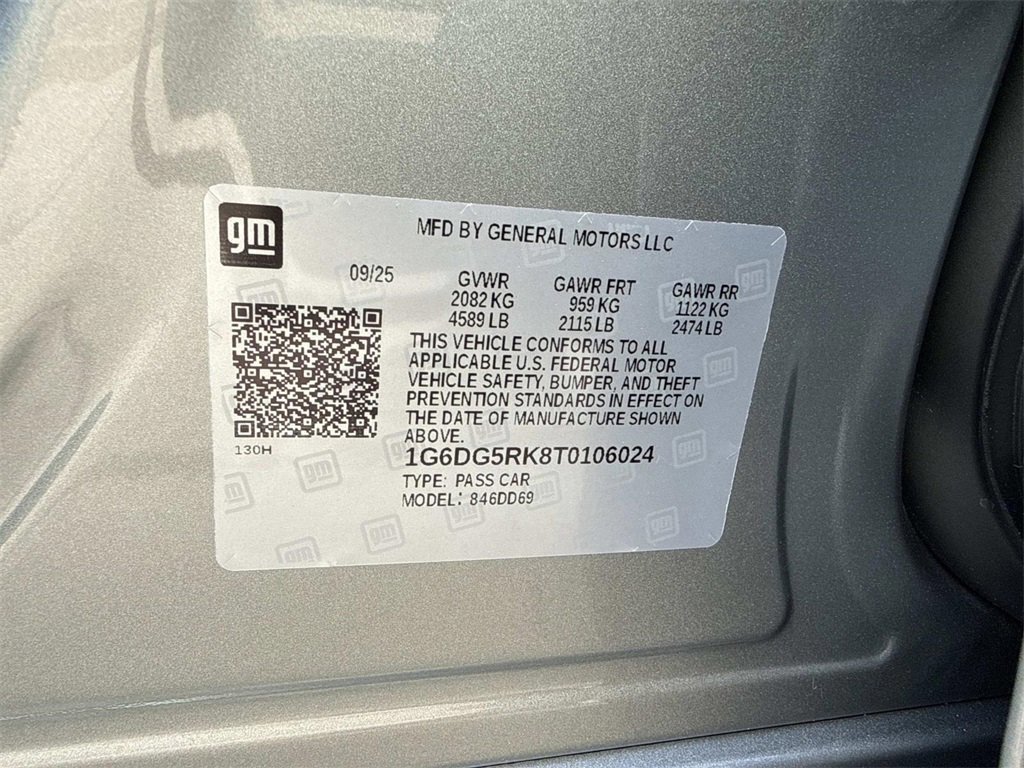 gm
MFD BY GENERAL MOTORS LLC
09/25
GVWR
2082 KG
4589 LB
GAWR FRT
959 KG
2115 LB
GAWR RR
1122 KG
2474 LB
THIS VEHICLE CONFORMS TO ALL
APPLICABLE U.S. FEDERAL MOTOR
VEHICLE SAFETY, BUMPER, AND THEFT
PREVENTION STANDARDS IN EFFECT ON
THE DATE OF MANUFACTURE SHOWN
ABOVE.
130H
1G6DG5RK8T0106024
TYPE: PASS CAR
MODEL: 846DD69